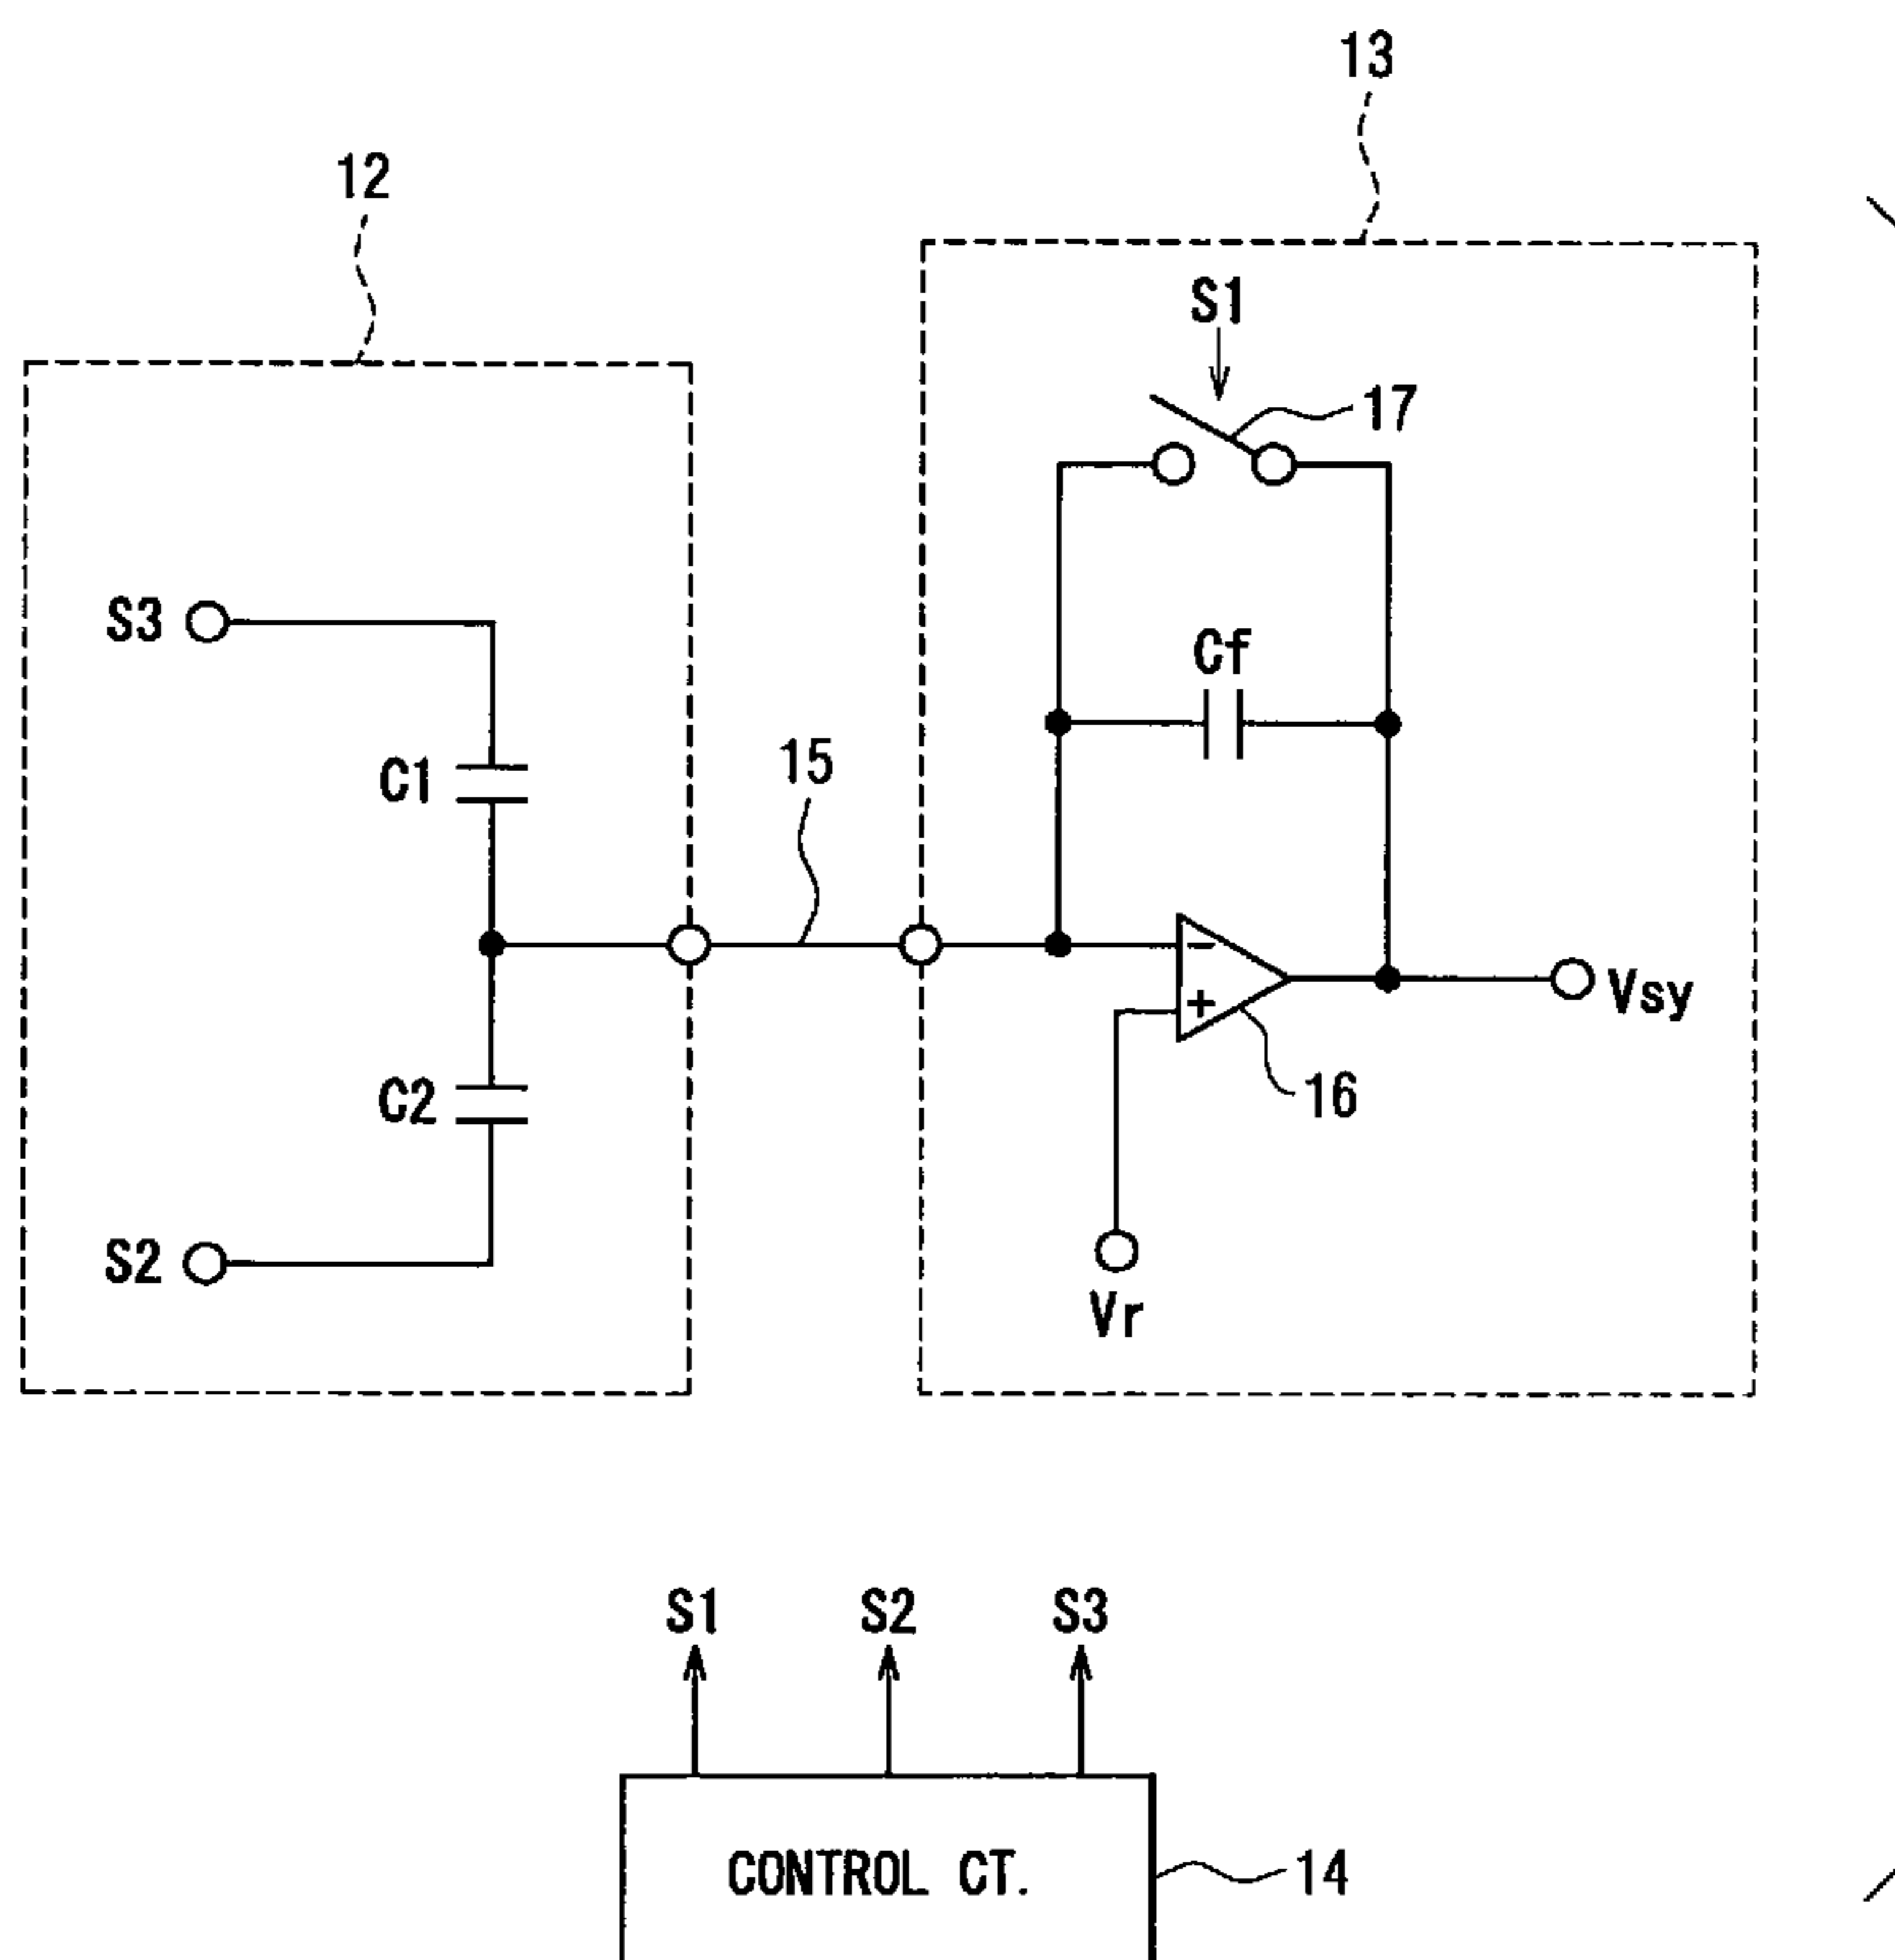 13
12
S1
17
S3
Cf
C1
15
-
+
Vsy
C2
16
S2
Vr
S1 S2 S3
CONTROL CT.
14